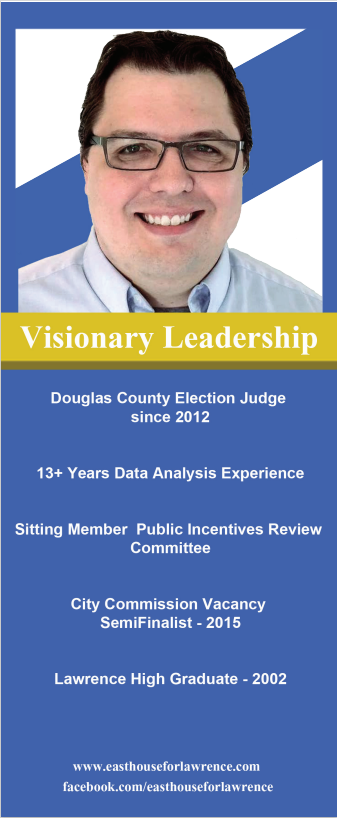 Visionary Leadership
Douglas County Election Judge
since 2012
13+ Years Data Analysis Experience
Sitting Member  Public Incentives Review
Committee
City Commission Vacancy
SemiFinalist - 2015
Lawrence High Graduate - 2002
www.easthouseforlawrence.com
facebook.com/easthouseforlawrence